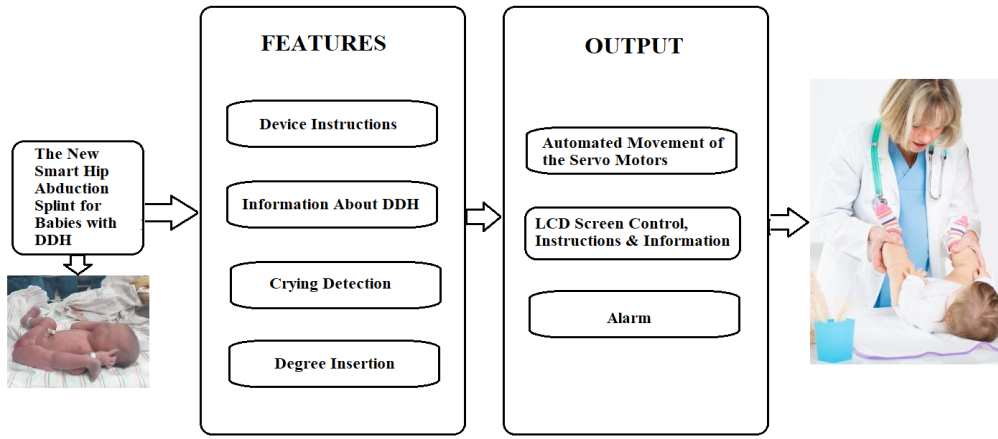 The New
Smart Hip
Abduction
Splint for
Babies with
DDH
FEATURES
Device Instructions
Information About DDH
Crying Detection
Degree Insertion
OUTPUT
Automated Movement of
the Servo Motors
LCD Screen Control,
Instructions & Information
Alarm